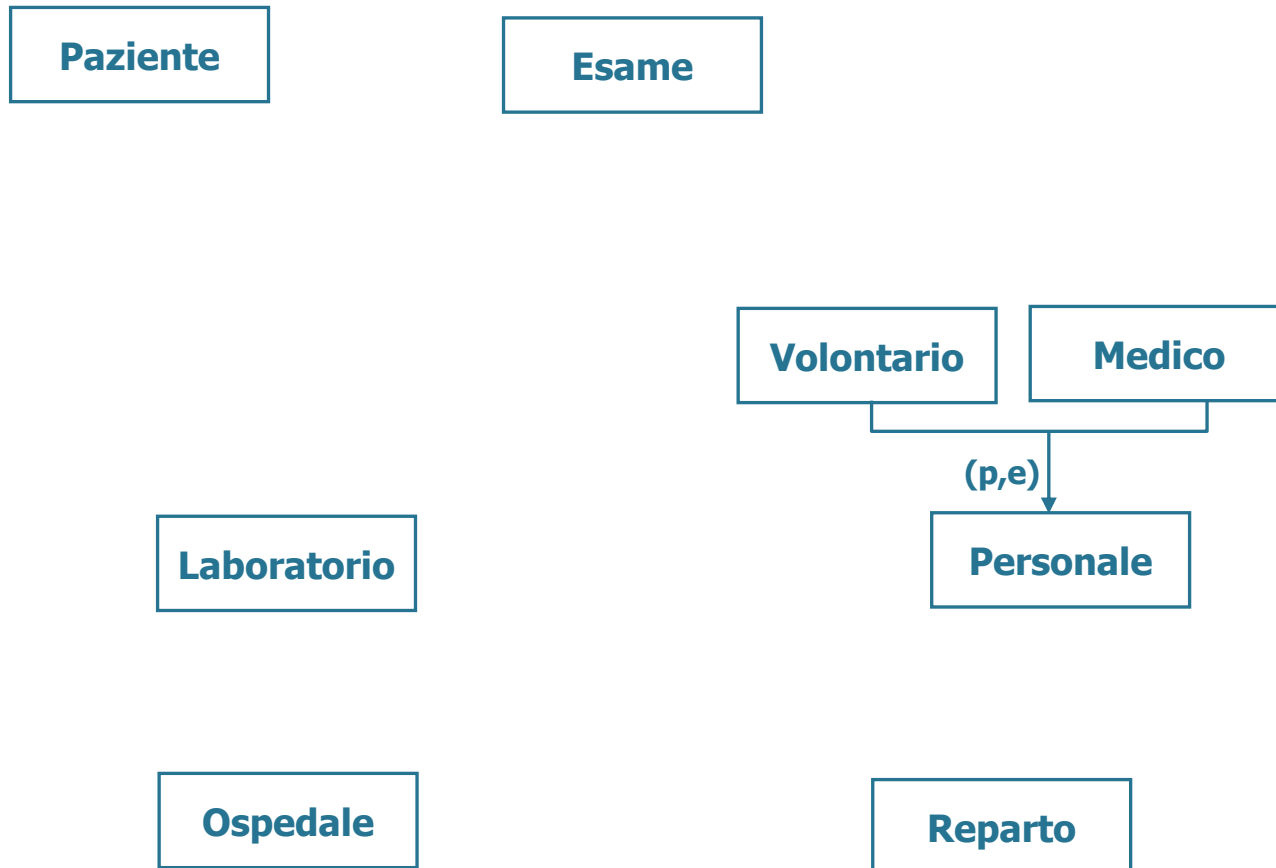 Paziente
Esame
Volontario
Medico
(p,e)
Laboratorio
Personale
Ospedale
Reparto